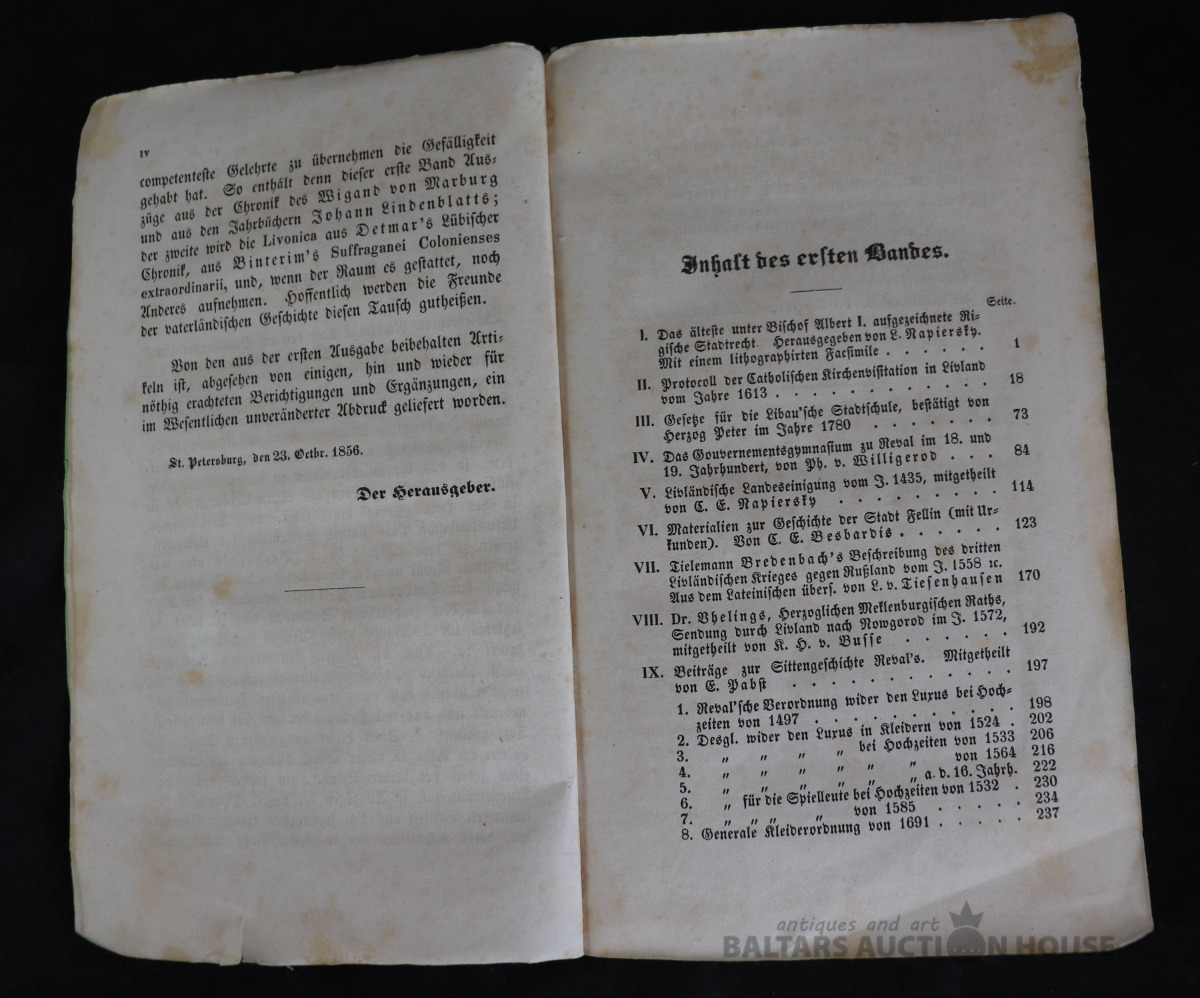 IV
competenteste Gelehrte zu übernehmen die Gefälligkeit
gehabt hat. So enthält denn dieser erste Band Aus-
züge aus der Chronik des Wigand von Marburg
und aus den Jahrbüchern Johann Lindenblatts;
der zweite wird die Livonica aus Detmar's Lübischer
Chronik, aus Binterim's Suffraganei Colonienses
extraordinarii, und, wenn der Raum es gestattet, noch
Anderes aufnehmen. Hoffentlich werden die Freunde
der vaterländischen Geschichte diesen Tausch gutheißen.
Von den aus der ersten Ausgabe beibehalten Arti-
keln ist, abgesehen von einigen, hin und wieder für
nöthig erachteten Berichtigungen und Ergänzungen, ein
im Wesentlichen unveränderter Abdruck geliefert worden.
St. Petersburg, den 23. Octbr. 1856.
Der Herausgeber.
Inhalt des ersten Bandes.
Seite.
I. Das älteste unter Bischof Albert I. aufgezeichnete Ri-
gische Stadtrecht. Herausgegeben von L. Napiersky.
Mit einem lithographirten Facsimile . . . . . . 1
II. Protocoll der Catholischen Kirchenvisitation in Livland
vom Jahre 1613 . . . . . . . . . . 18
III. Gesetze für die Libau'sche Stadtschule, bestätigt von
Herzog Peter im Jahre 1780 . . . . . . . 73
IV. Das Gouvernementsgymnasium zu Reval im 18. und
19. Jahrhundert, von Ph. v. Willigerod . . . 84
V. Livländische Landeseinigung vom J. 1435, mitgetheilt
von C. E. Napiersky . . . . . . . . . 114
VI. Materialien zur Geschichte der Stadt Fellin (mit Ur-
kunden). Von C. E. Besbardis . . . . . . 123
VII. Tielemann Bredenbach's Beschreibung des dritten
Livländischen Krieges gegen Rußland vom J. 1558 ꝛc.
Aus dem Lateinischen übers. von L. v. Tiesenhausen 170
VIII. Dr. Vhelings, Herzoglichen Meklenburgischen Raths,
Sendung durch Livland nach Nowgorod im J. 1572,
mitgetheilt von K. H. v. Busse . . . . . . 192
IX. Beiträge zur Sittengeschichte Reval's. Mitgetheilt
von E. Pabst . . . . . . . . . . . 197
1. Reval'sche Verordnung wider den Luxus bei Hoch-
zeiten von 1497 . . . . . . . . . . 198
2. Desgl. wider den Luxus in Kleidern von 1524 . 202
3. " " " " bei Hochzeiten von 1533 206
4. " " " " " " von 1564 216
5. " " " " " " a. d. 16. Jahrh. 222
6. " für die Spielleute bei Hochzeiten von 1532 . 230
7. " " " " von 1585 . . . . . 234
8. Generale Kleiderordnung von 1691 . . . . . 237
antiques and art
BALTARS AUCTION HOUSE